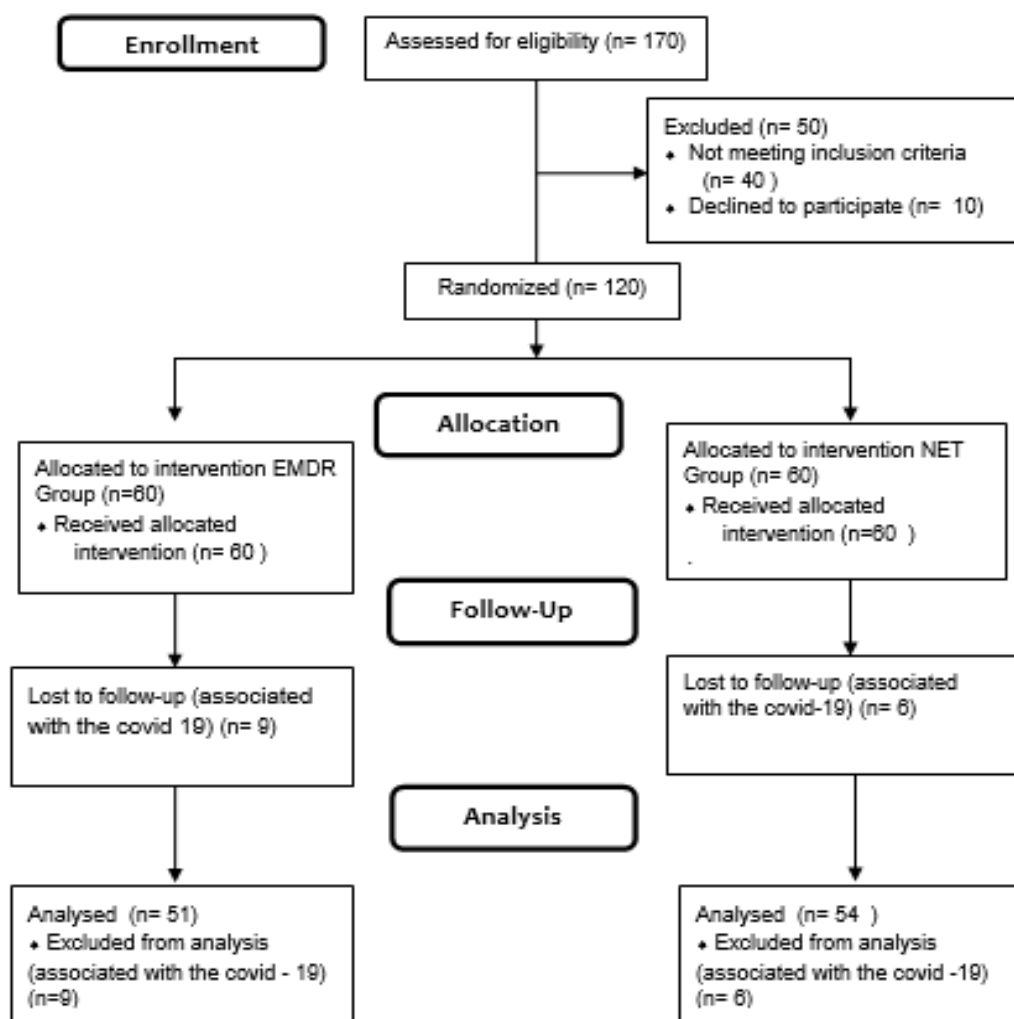 Enrollment
Assessed for eligibility (n= 170)
Excluded (n= 50)
♦ Not meeting inclusion criteria
(n= 40 )
♦ Declined to participate (n= 10)
Randomized (n= 120)
Allocation
Allocated to intervention EMDR
Group (n=60)
♦ Received allocated
intervention (n= 60 )
Allocated to intervention NET
Group (n= 60)
♦ Received allocated
intervention (n=60 )
.
Follow-Up
Lost to follow-up (associated
with the covid 19) (n= 9)
Lost to follow-up (associated
with the covid-19) (n= 6)
Analysis
Analysed (n= 51)
♦ Excluded from analysis
(associated with the covid - 19)
(n=9)
Analysed (n= 54 )
♦ Excluded from analysis
(associated with the covid -19)
(n= 6)